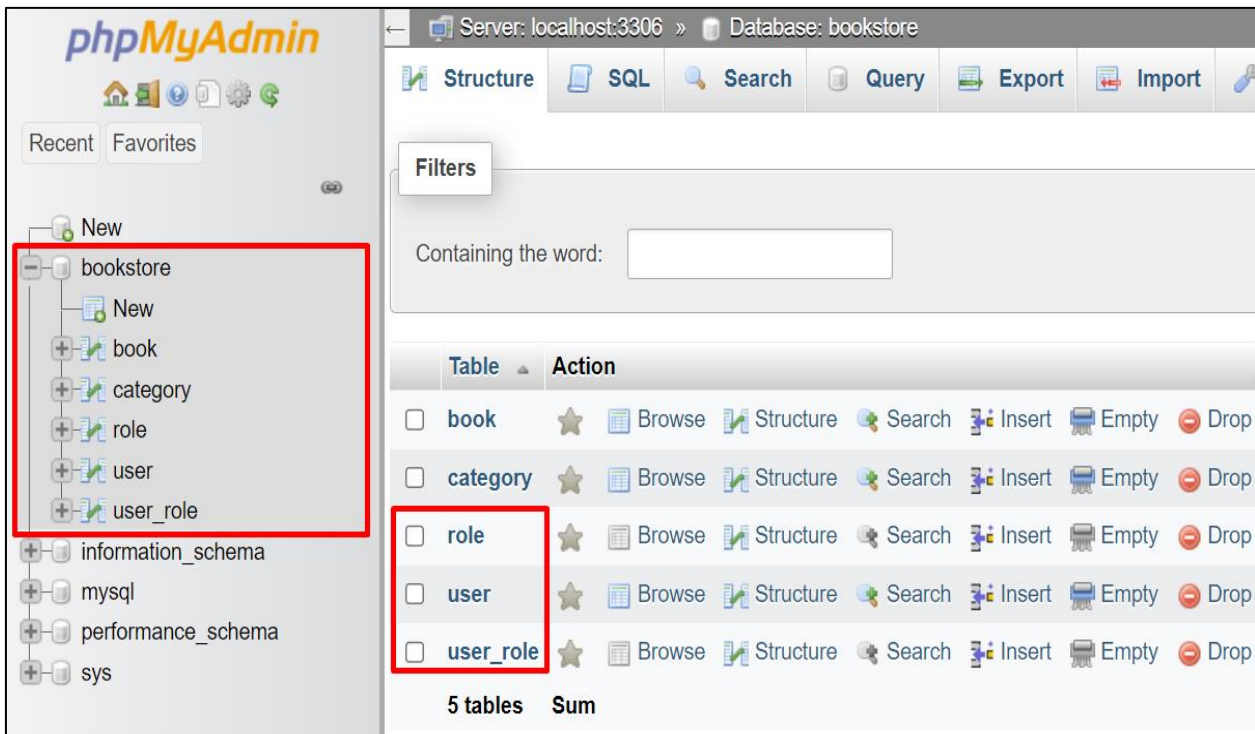 phpMyAdmin
Recent Favorites
New
bookstore
New
book
category
role
user
user_role
information_schema
mysql
performance_schema
sys
Server: localhost:3306 » Database: bookstore
Structure SQL Search Query Export Import
Filters
Containing the word:
Table Action
book Browse Structure Search Insert Empty Drop
category Browse Structure Search Insert Empty Drop
role Browse Structure Search Insert Empty Drop
user Browse Structure Search Insert Empty Drop
user_role Browse Structure Search Insert Empty Drop
5 tables Sum